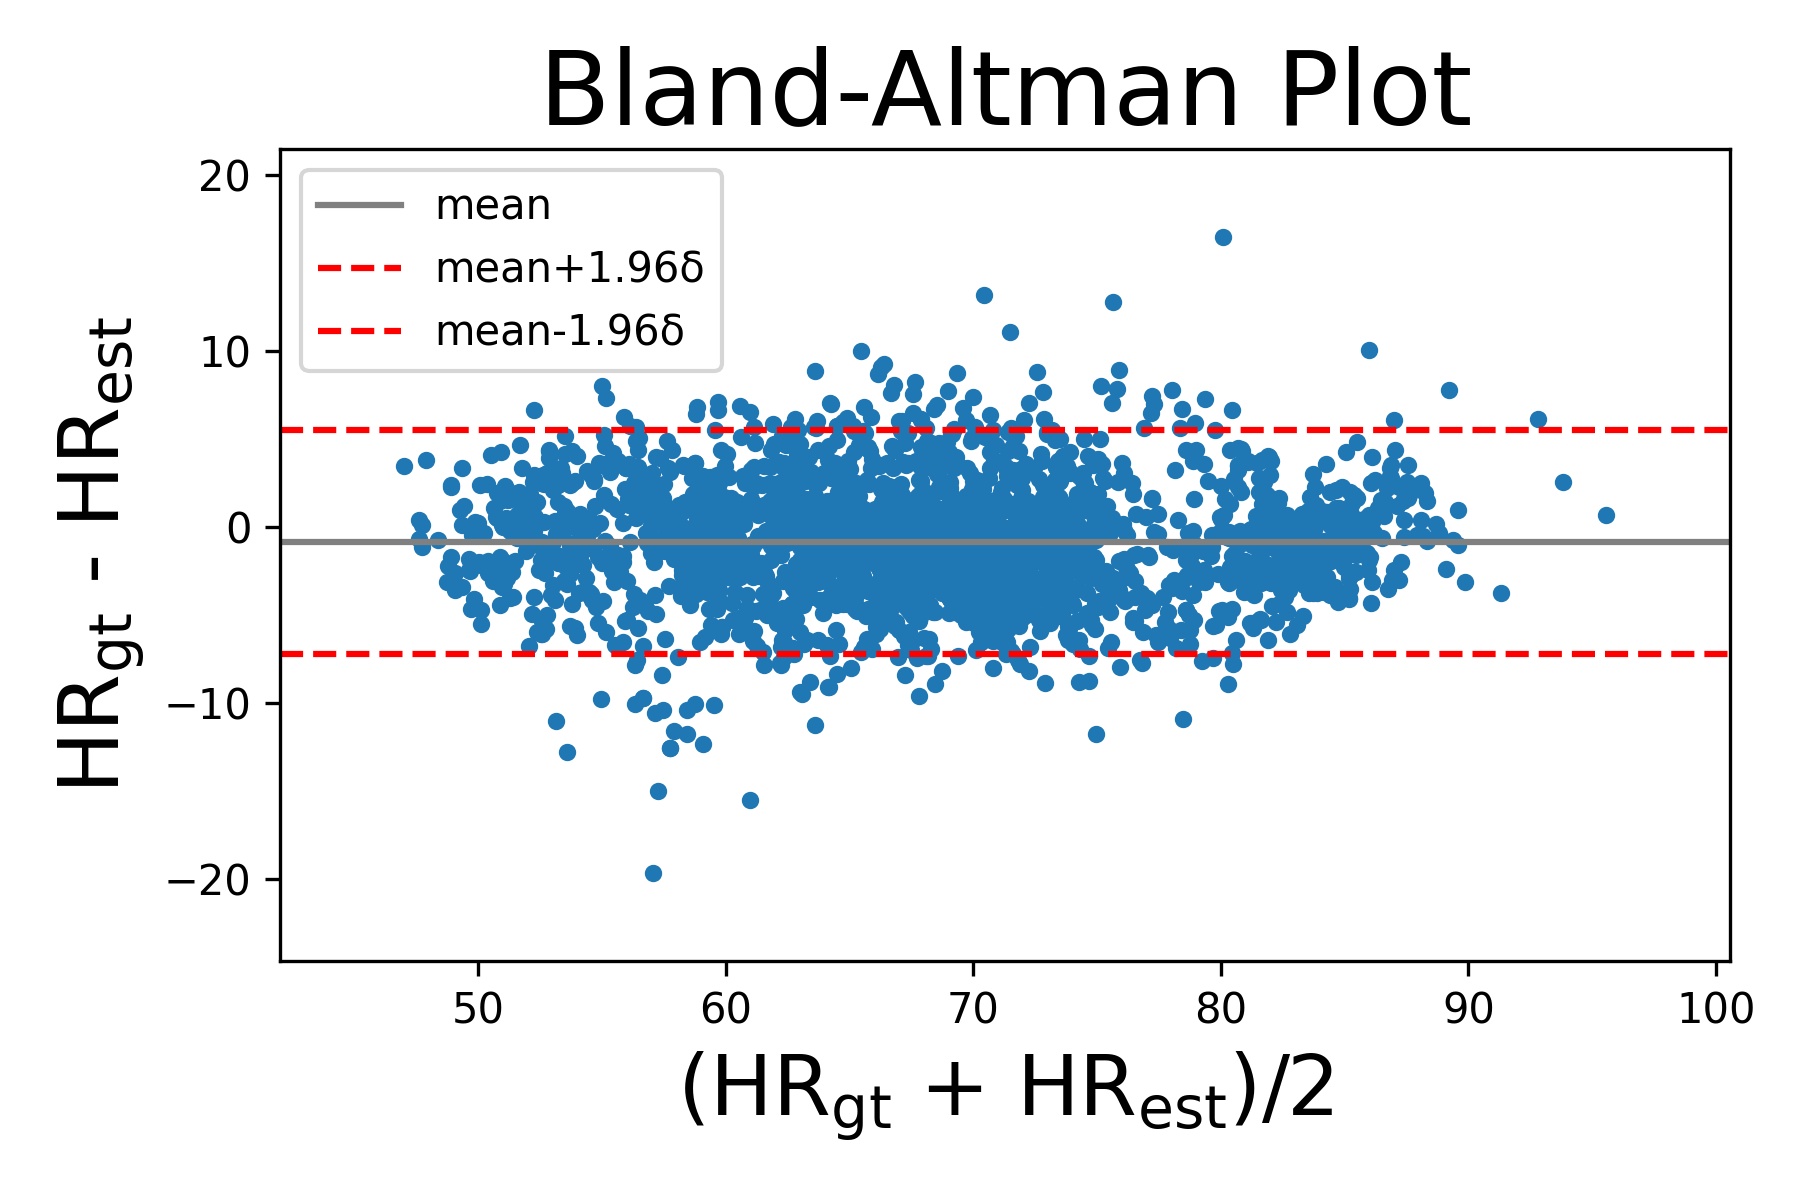 Bland-Altman Plot
mean
mean+1.96δ
mean-1.96δ
20
10
0
−10
−20
HRgt - HRest
50 60 70 80 90 100
(HRgt + HRest)/2